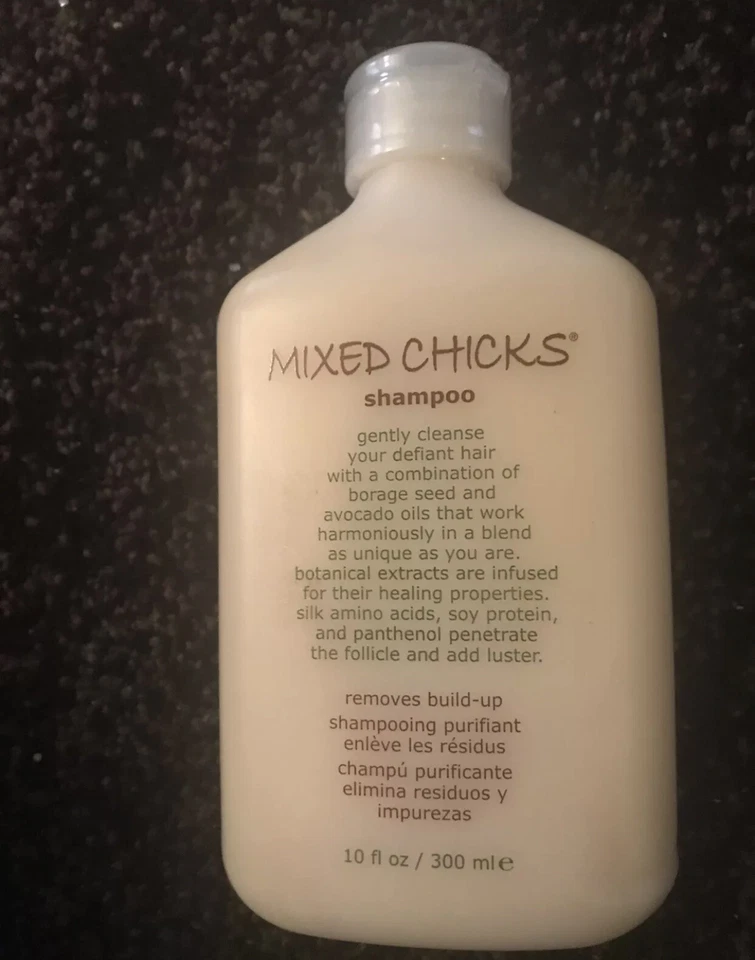 MIXED CHICKS®
shampoo
gently cleanse
your defiant hair
with a combination of
borage seed and
avocado oils that work
harmoniously in a blend
as unique as you are.
botanical extracts are infused
for their healing properties.
silk amino acids, soy protein,
and panthenol penetrate
the follicle and add luster.
removes build-up
shampooing purifiant
enlève les résidus
champú purificante
elimina residuos y
impurezas
10 fl oz / 300 ml ℮